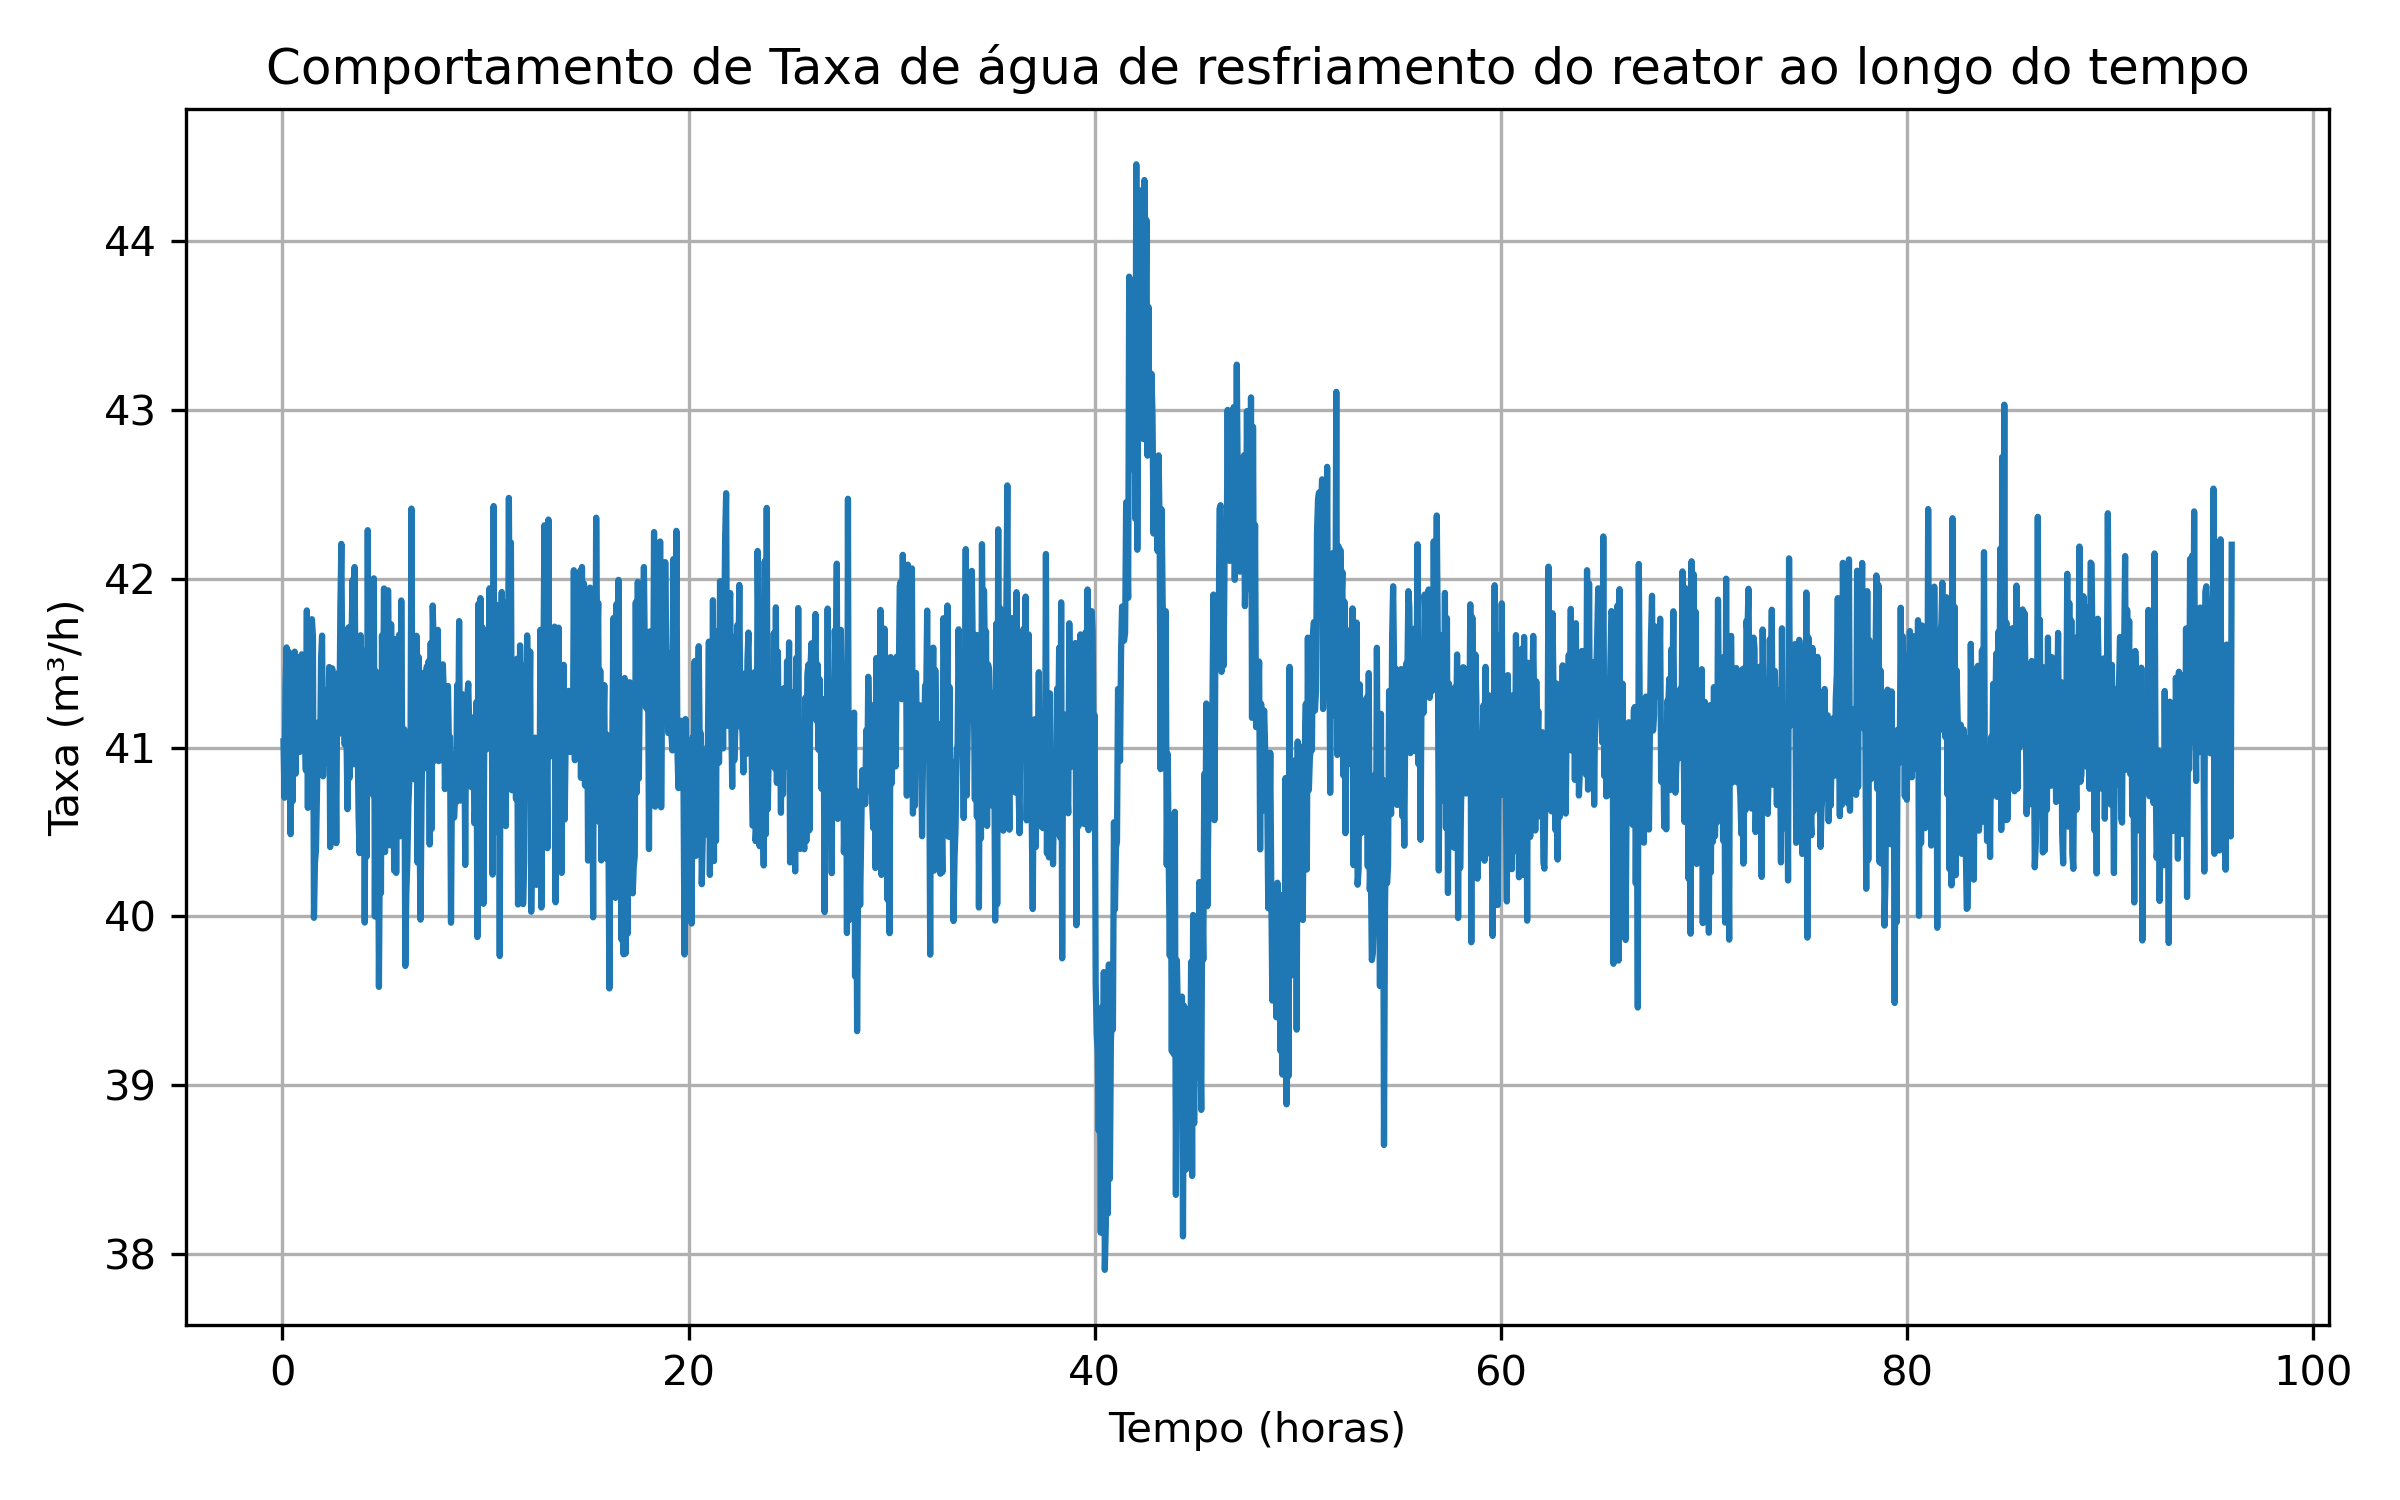 Comportamento de Taxa de água de resfriamento do reator ao longo do tempo
Taxa (m³/h)
44
43
42
41
40
39
38
0 20 40 60 80 100
Tempo (horas)